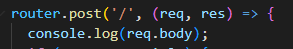 router.post('/', (req, res) => {
console.log(req.body);